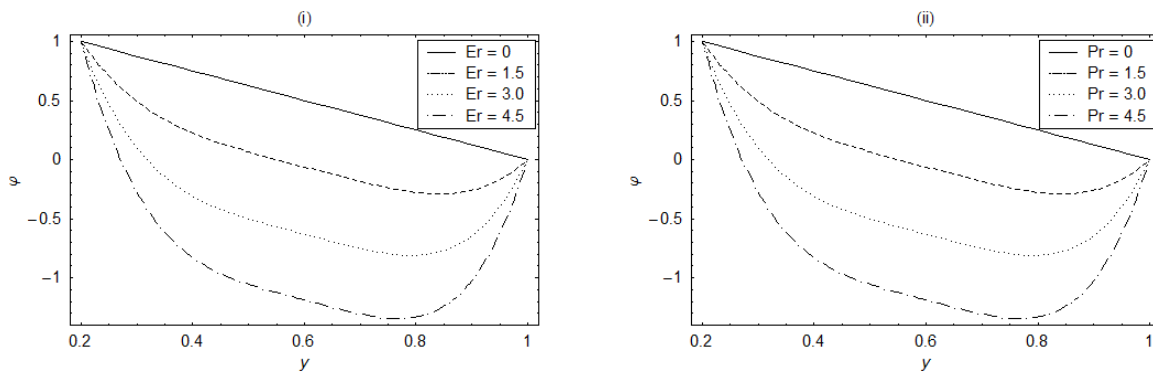 (i)
1
0.5
0
−0.5
−1
φ
Er = 0
Er = 1.5
Er = 3.0
Er = 4.5
0.2
0.4
0.6
0.8
1
y
(ii)
1
0.5
0
−0.5
−1
φ
Pr = 0
Pr = 1.5
Pr = 3.0
Pr = 4.5
0.2
0.4
0.6
0.8
1
y